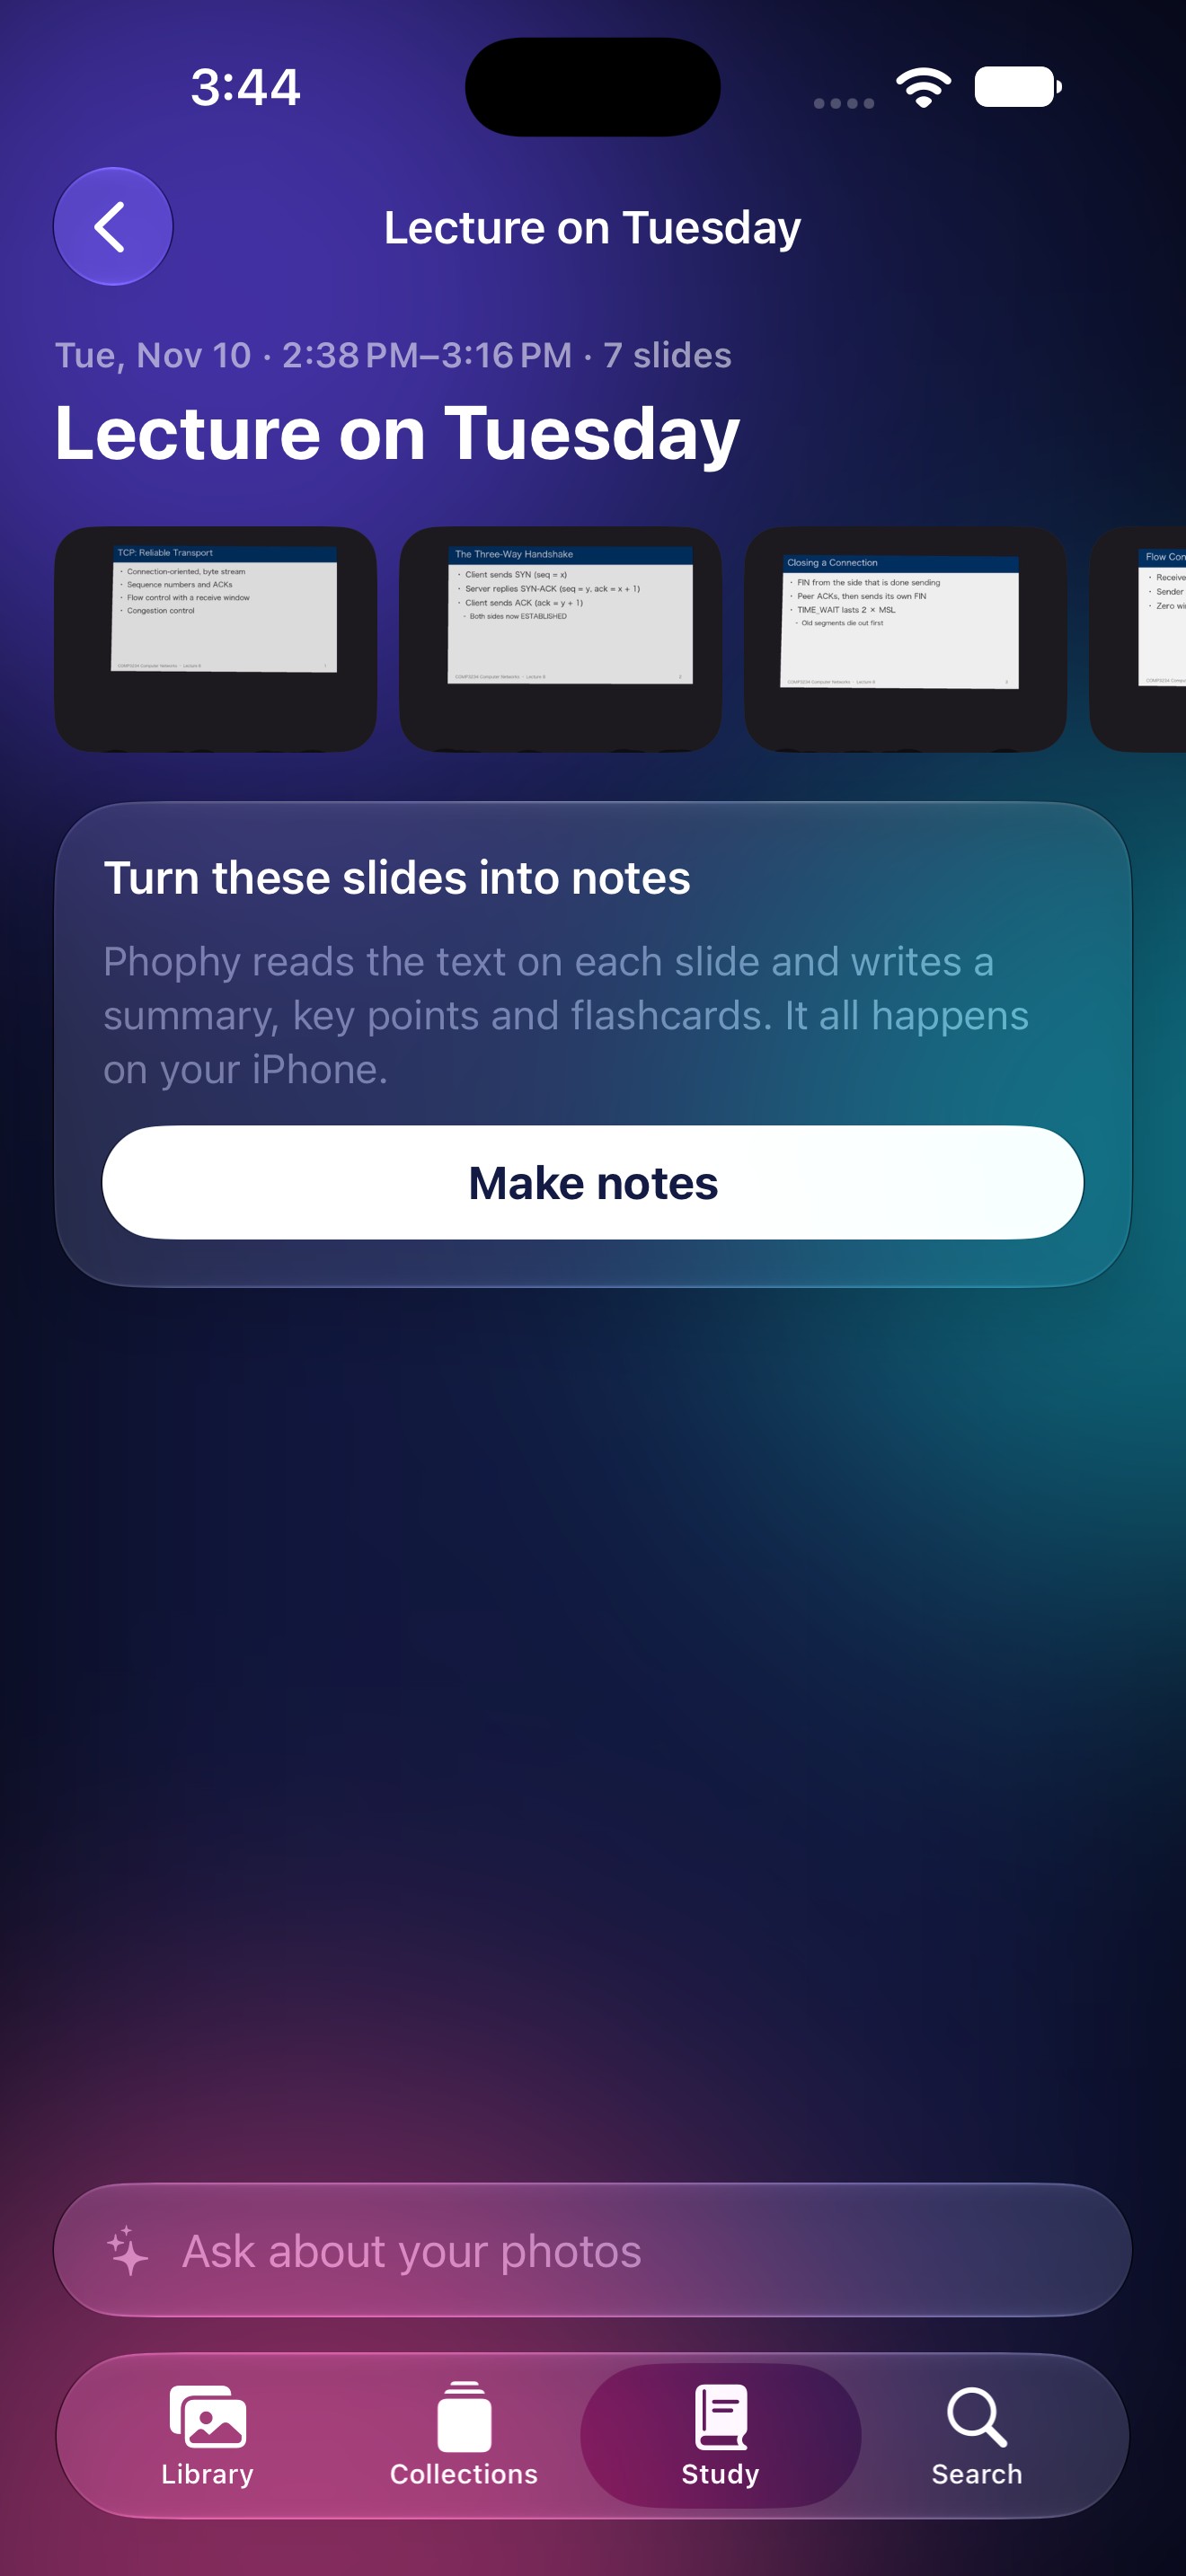 3:44
Lecture on Tuesday
Tue, Nov 10 · 2:38 PM–3:16 PM · 7 slides
Lecture on Tuesday
TCP: Reliable Transport
· Connection-oriented, byte stream
· Sequence numbers and ACKs
· Flow control with a receive window
· Congestion control
The Three-Way Handshake
· Client sends SYN (seq = x)
· Server replies SYN-ACK (seq = y, ack = x + 1)
· Client sends ACK (ack = y + 1)
· Both sides now ESTABLISHED
Closing a Connection
· FIN from the side that is done sending
· Peer ACKs, then sends its own FIN
· TIME_WAIT lasts 2 × MSL
· Old segments die out first
Flow Con
· Receive
· Sender
· Zero
Turn these slides into notes
Phophy reads the text on each slide and writes a
summary, key points and flashcards. It all happens
on your iPhone.
Make notes
Ask about your photos
Library
Collections
Study
Search